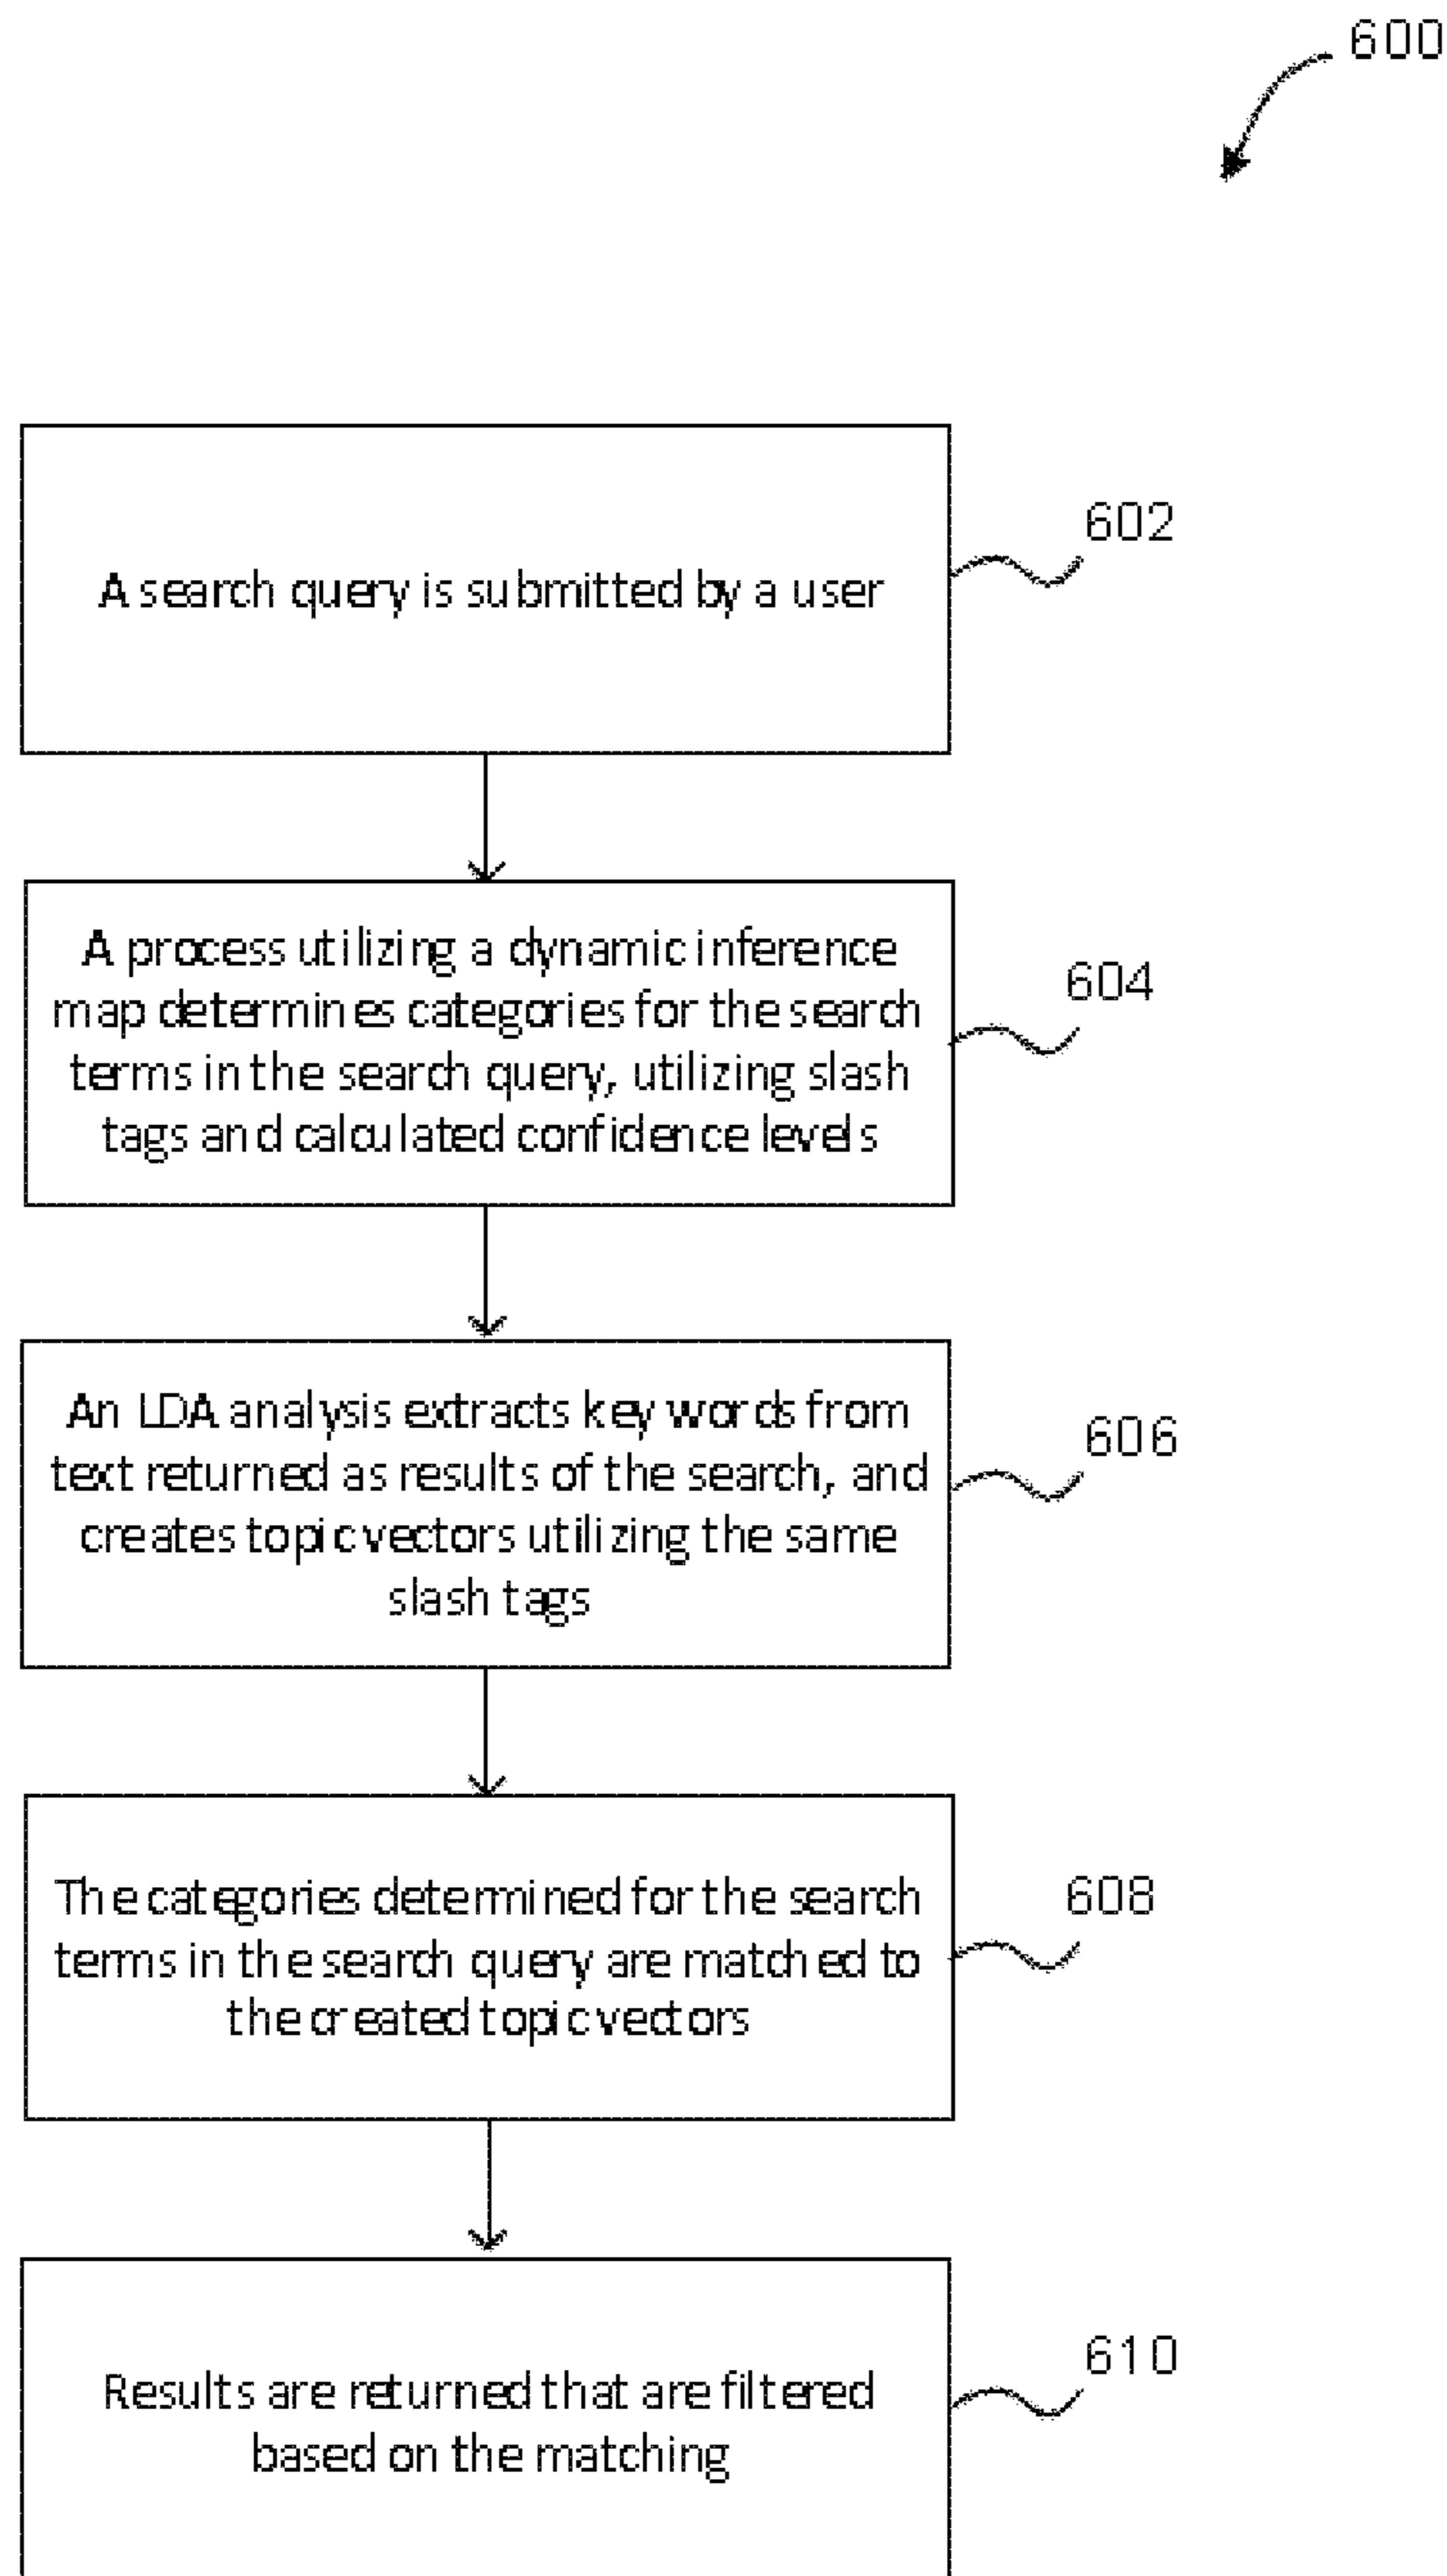 600
A search query is submitted by a user
602
A process utilizing a dynamic inference
map determines categories for the search
terms in the search query, utilizing slash
tags and calculated confidence levels
604
An LDA analysis extracts key words from
text returned as results of the search, and
creates topic vectors utilizing the same
slash tags
606
The categories determined for the search
terms in the search query are matched to
the created topic vectors
608
Results are returned that are filtered
based on the matching
610